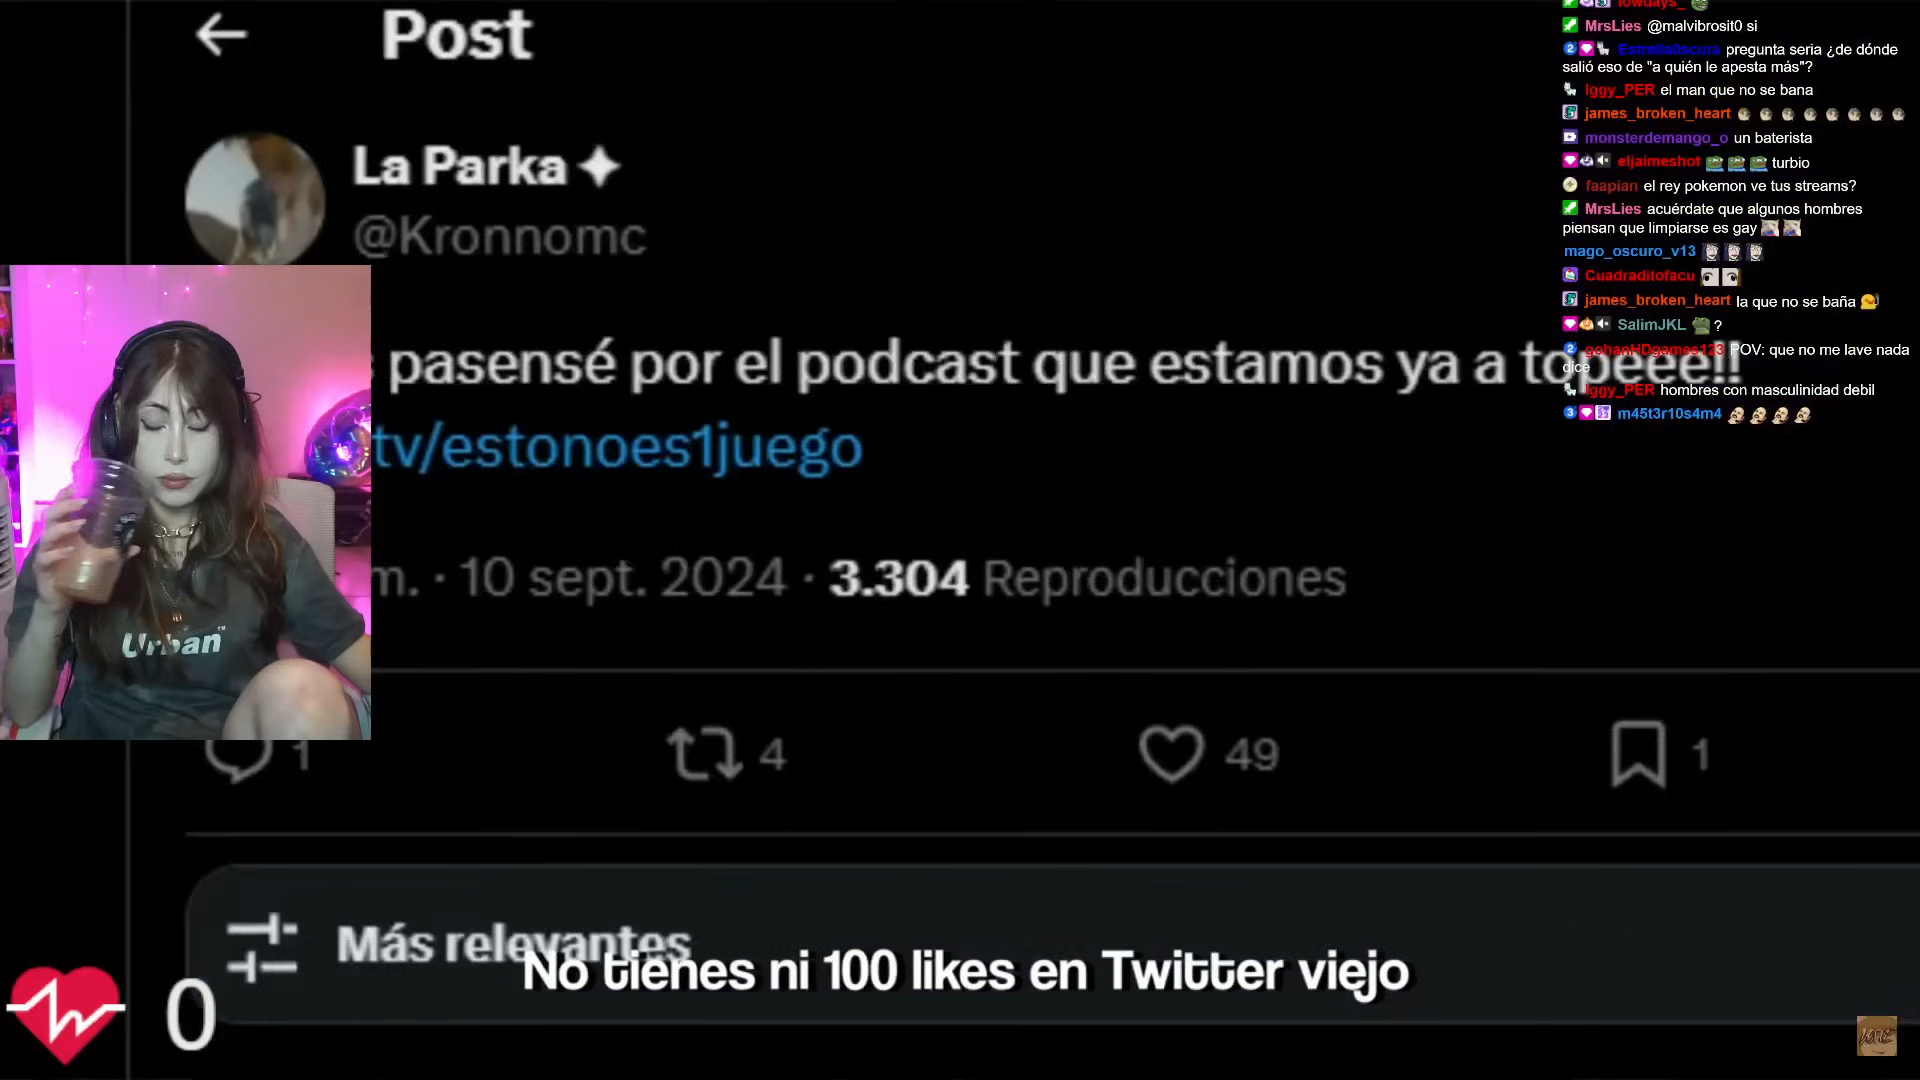 Post
La Parka
@Kronnomc
pasensé por el podcast que estamos ya a topeee!!
tv/estonoes1juego
m. · 10 sept. 2024 · 3.304 Reproducciones
1
4
49
1
Más relevantes
No tienes ni 100 likes en Twitter viejo
0
Urban™
lowdays_
MrsLies @malvibrosit0 si
Estrella0scura pregunta seria ¿de dónde
salió eso de "a quién le apesta más"?
Iggy_PER el man que no se bana
james_broken_heart
monsterdemango_o un baterista
eljaimeshot turbio
faapian el rey pokemon ve tus streams?
MrsLies acuérdate que algunos hombres
piensan que limpiarse es gay
mago_oscuro_v13
Cuadraditofacu
james_broken_heart la que no se baña
SalimJKL ?
gohanHDgames123 POV: que no me lave nada
dice
Iggy_PER hombres con masculinidad debil
m45t3r10s4m4